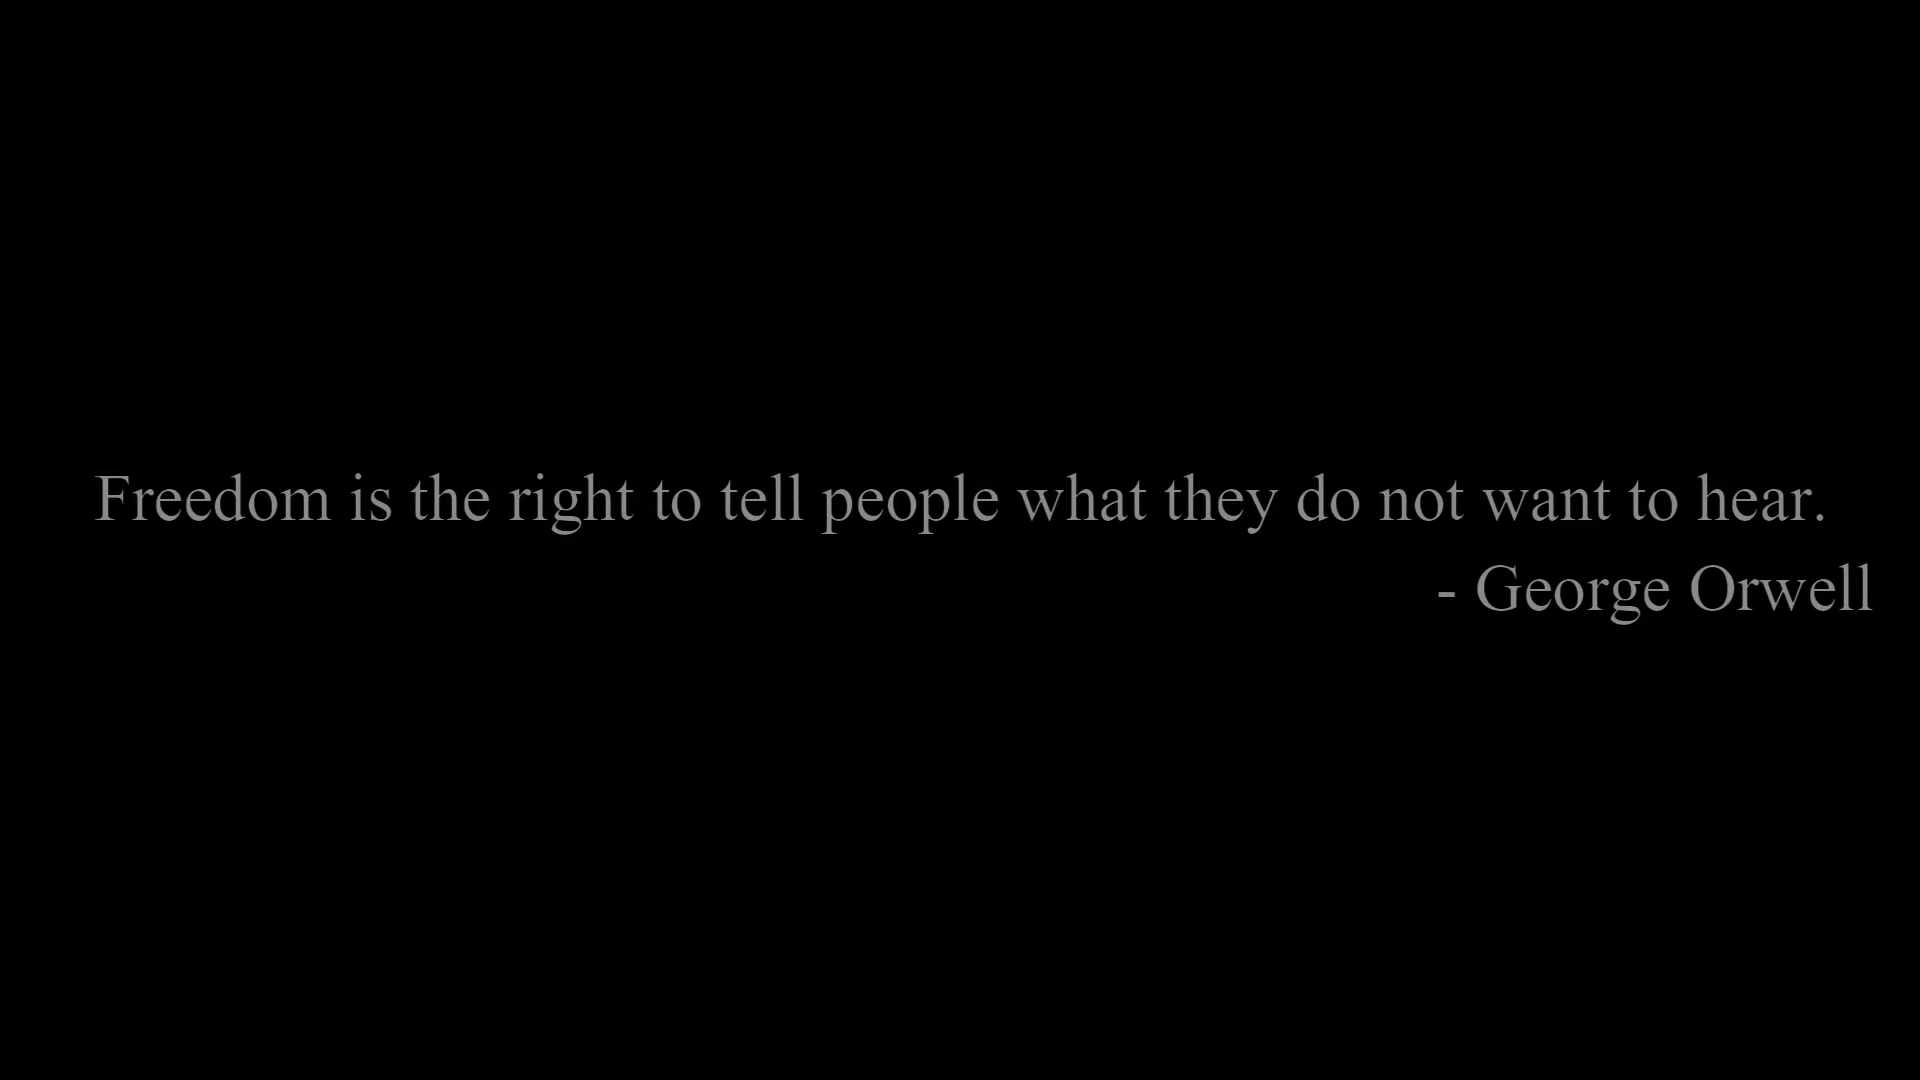 Freedom is the right to tell people what they do not want to hear.
- George Orwell